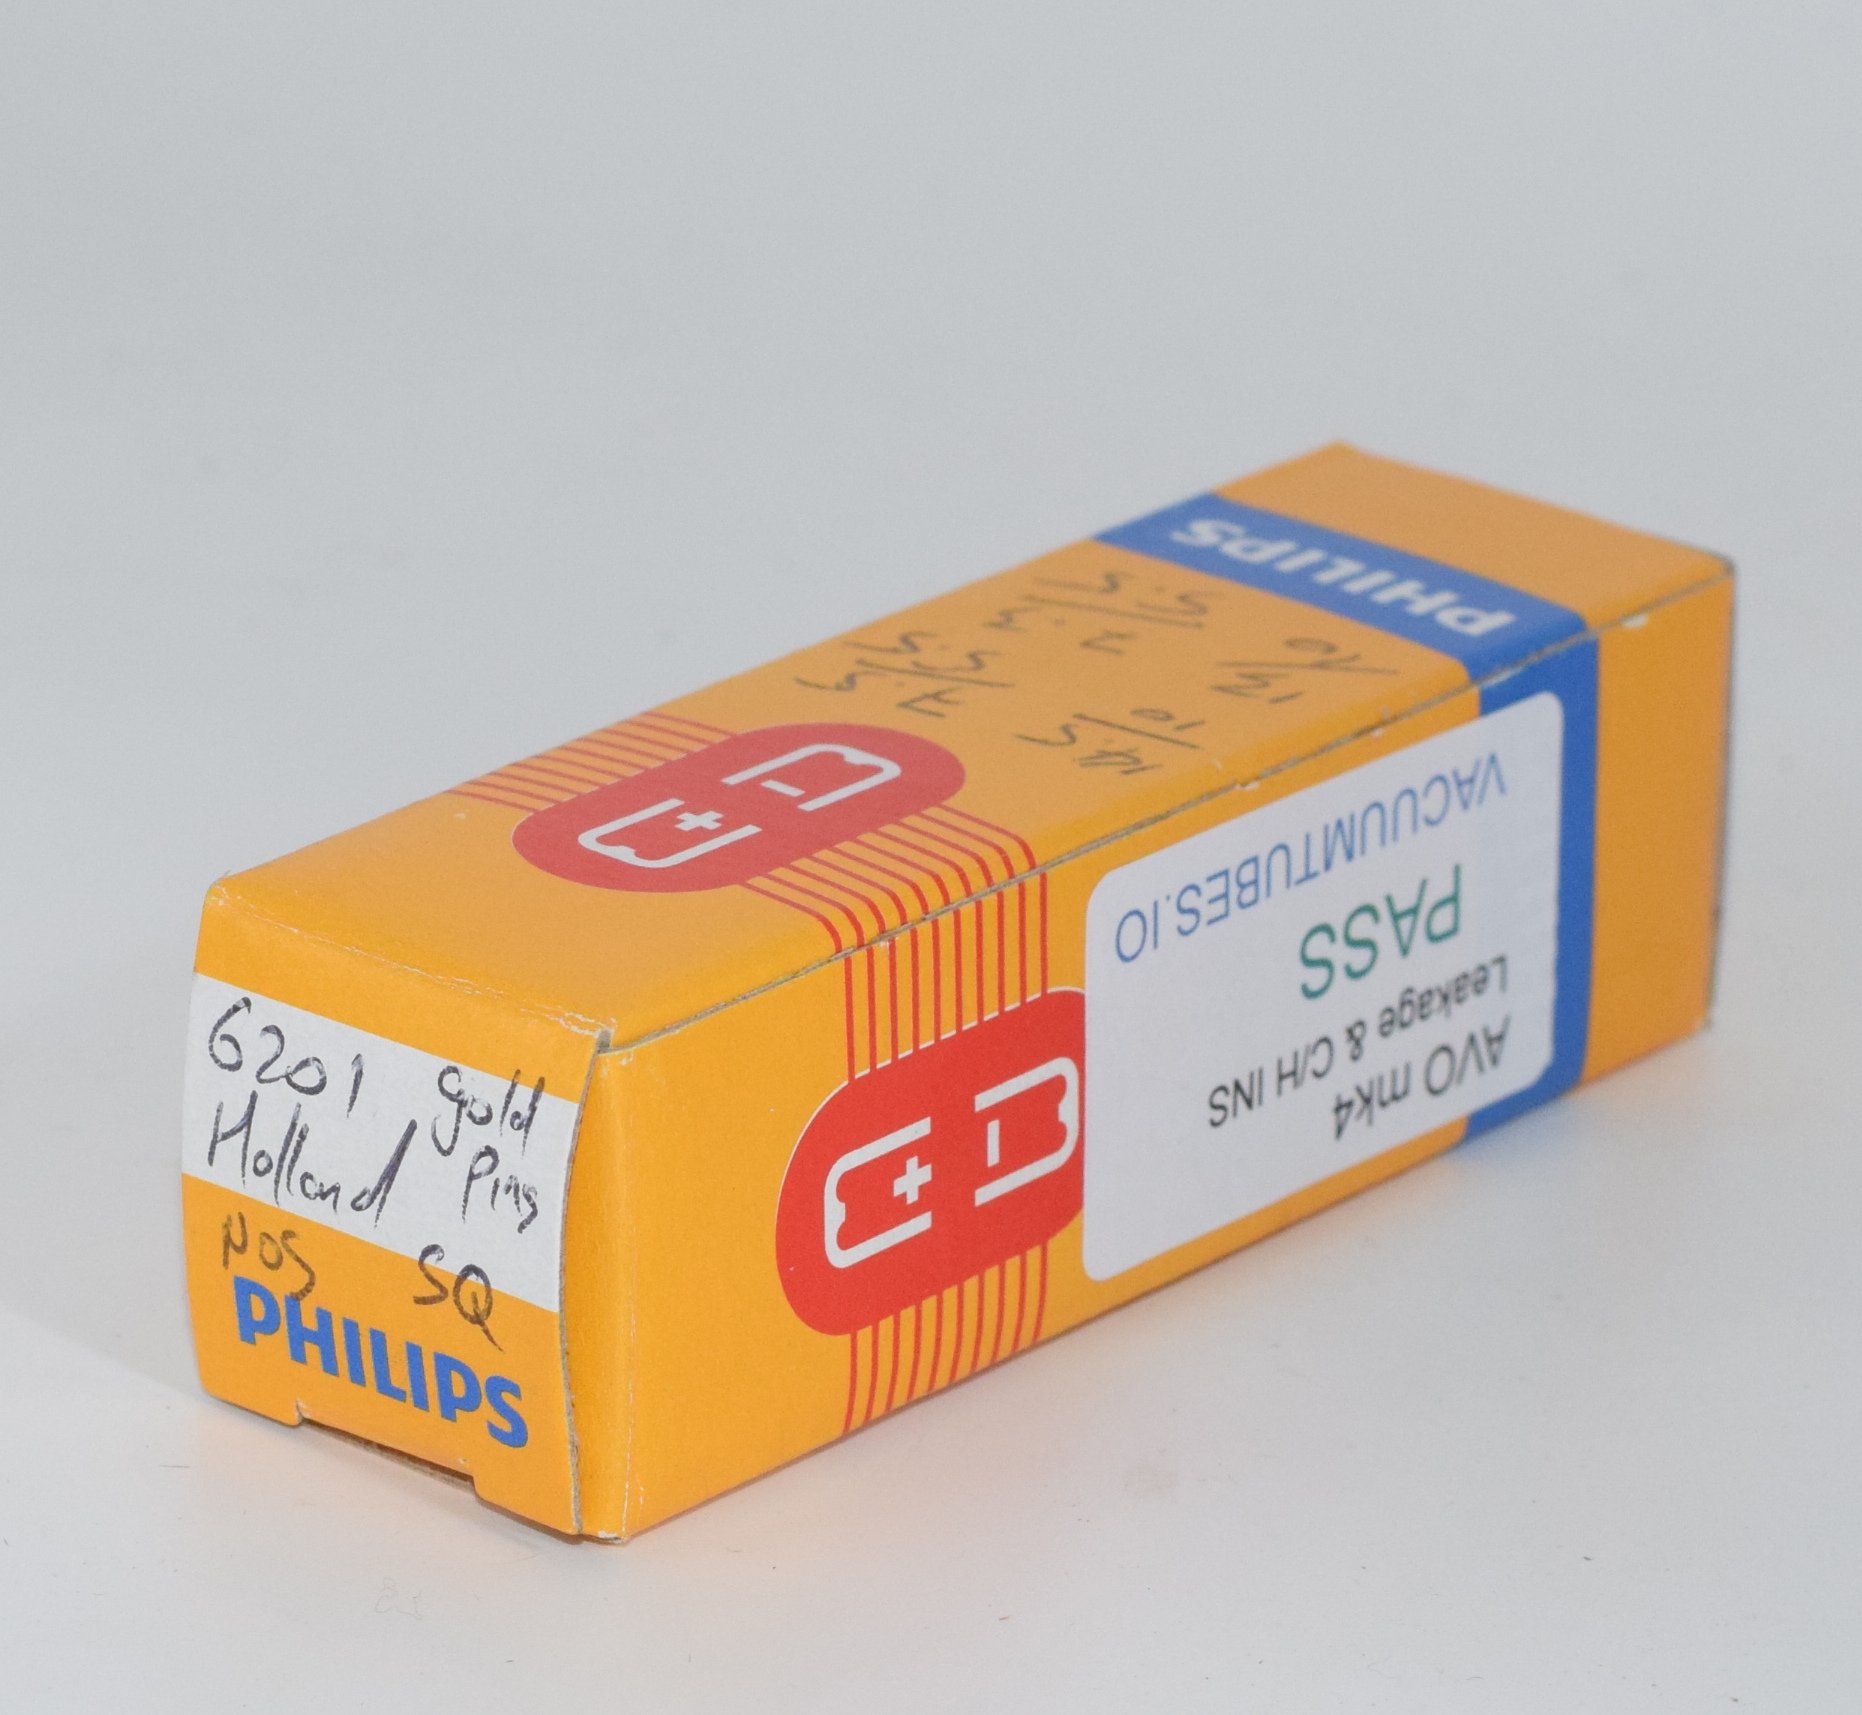 6201 gold
Holland Pins
NOS SQ
PHILIPS
PHILIPS
AVO mk4
Leakage & C/H INS
PASS
VACUUMTUBES.IO